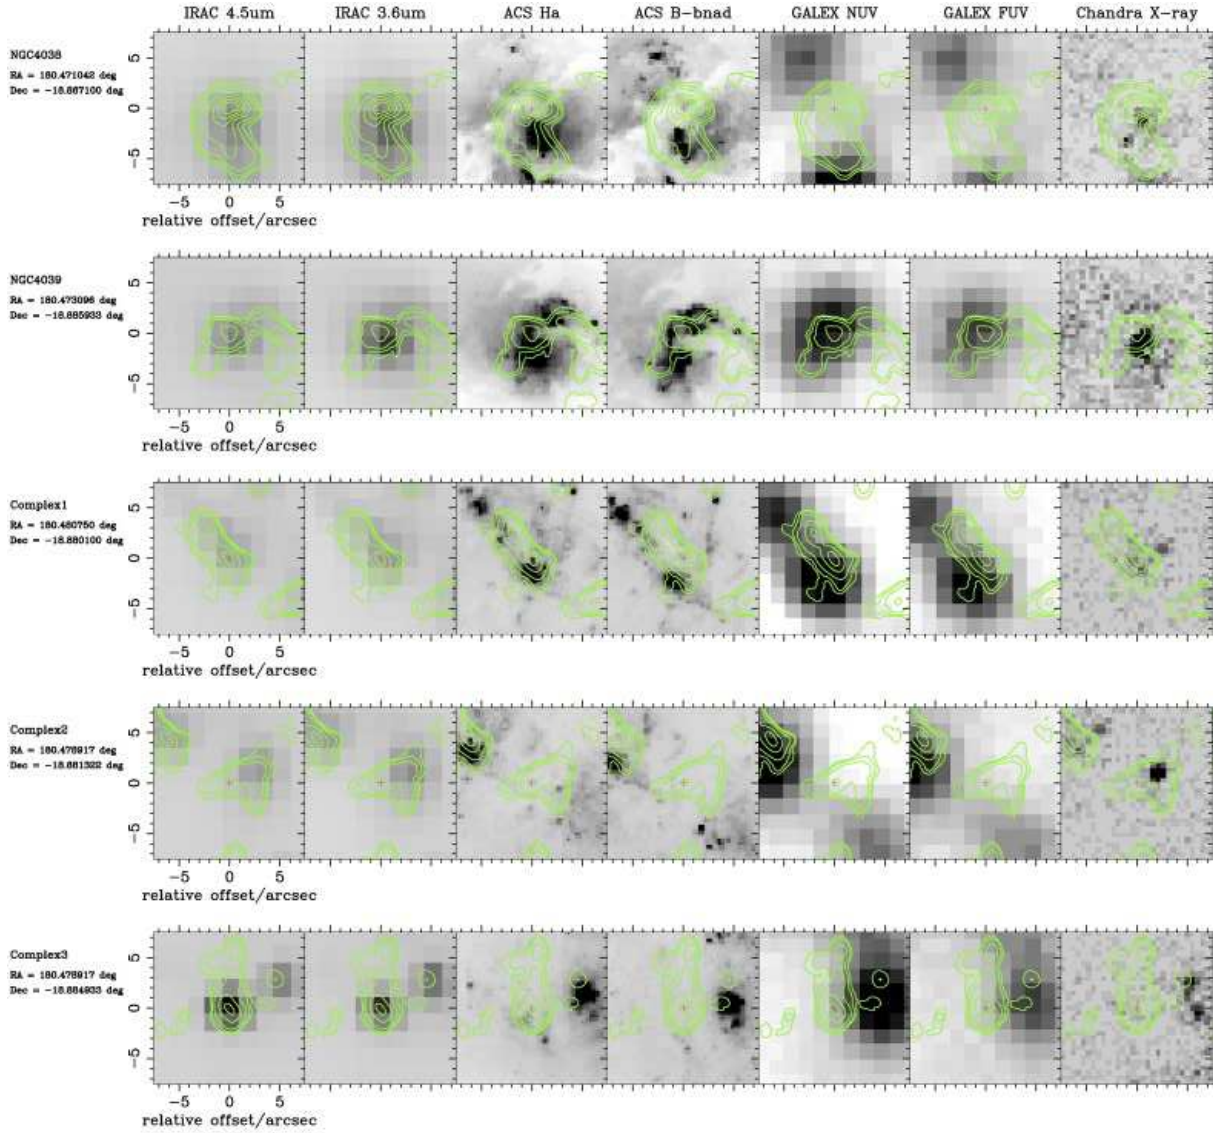 IRAC 4.5um IRAC 3.6um ACS Ha ACS B-bnad GALEX NUV GALEX FUV Chandra X-ray
NGC4038
RA = 180.471042 deg
Dec = -18.867100 deg
5
0
-5
-5 0 5
relative offset/arcsec
NGC4039
RA = 180.473096 deg
Dec = -18.885933 deg
5
0
-5
-5 0 5
relative offset/arcsec
Complex1
RA = 180.480750 deg
Dec = -18.880100 deg
5
0
-5
-5 0 5
relative offset/arcsec
Complex2
RA = 180.478917 deg
Dec = -18.881322 deg
5
0
-5
-5 0 5
relative offset/arcsec
Complex3
RA = 180.478917 deg
Dec = -18.884933 deg
5
0
-5
-5 0 5
relative offset/arcsec